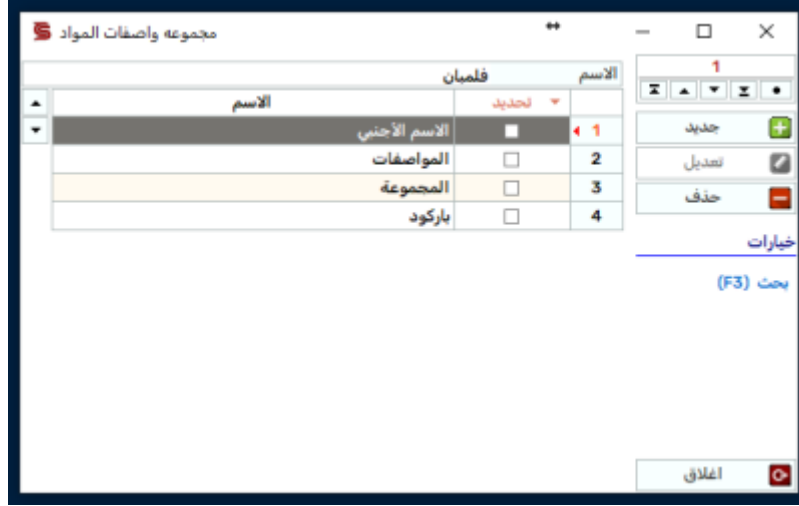 مجموعه واصفات المواد
الاسم فلمبان
تحديد الاسم
1 الاسم الأجنبي
2 المواصفات
3 المجموعة
4 باركود
1
جديد
تعديل
حذف
خيارات
بحث (F3)
اغلاق